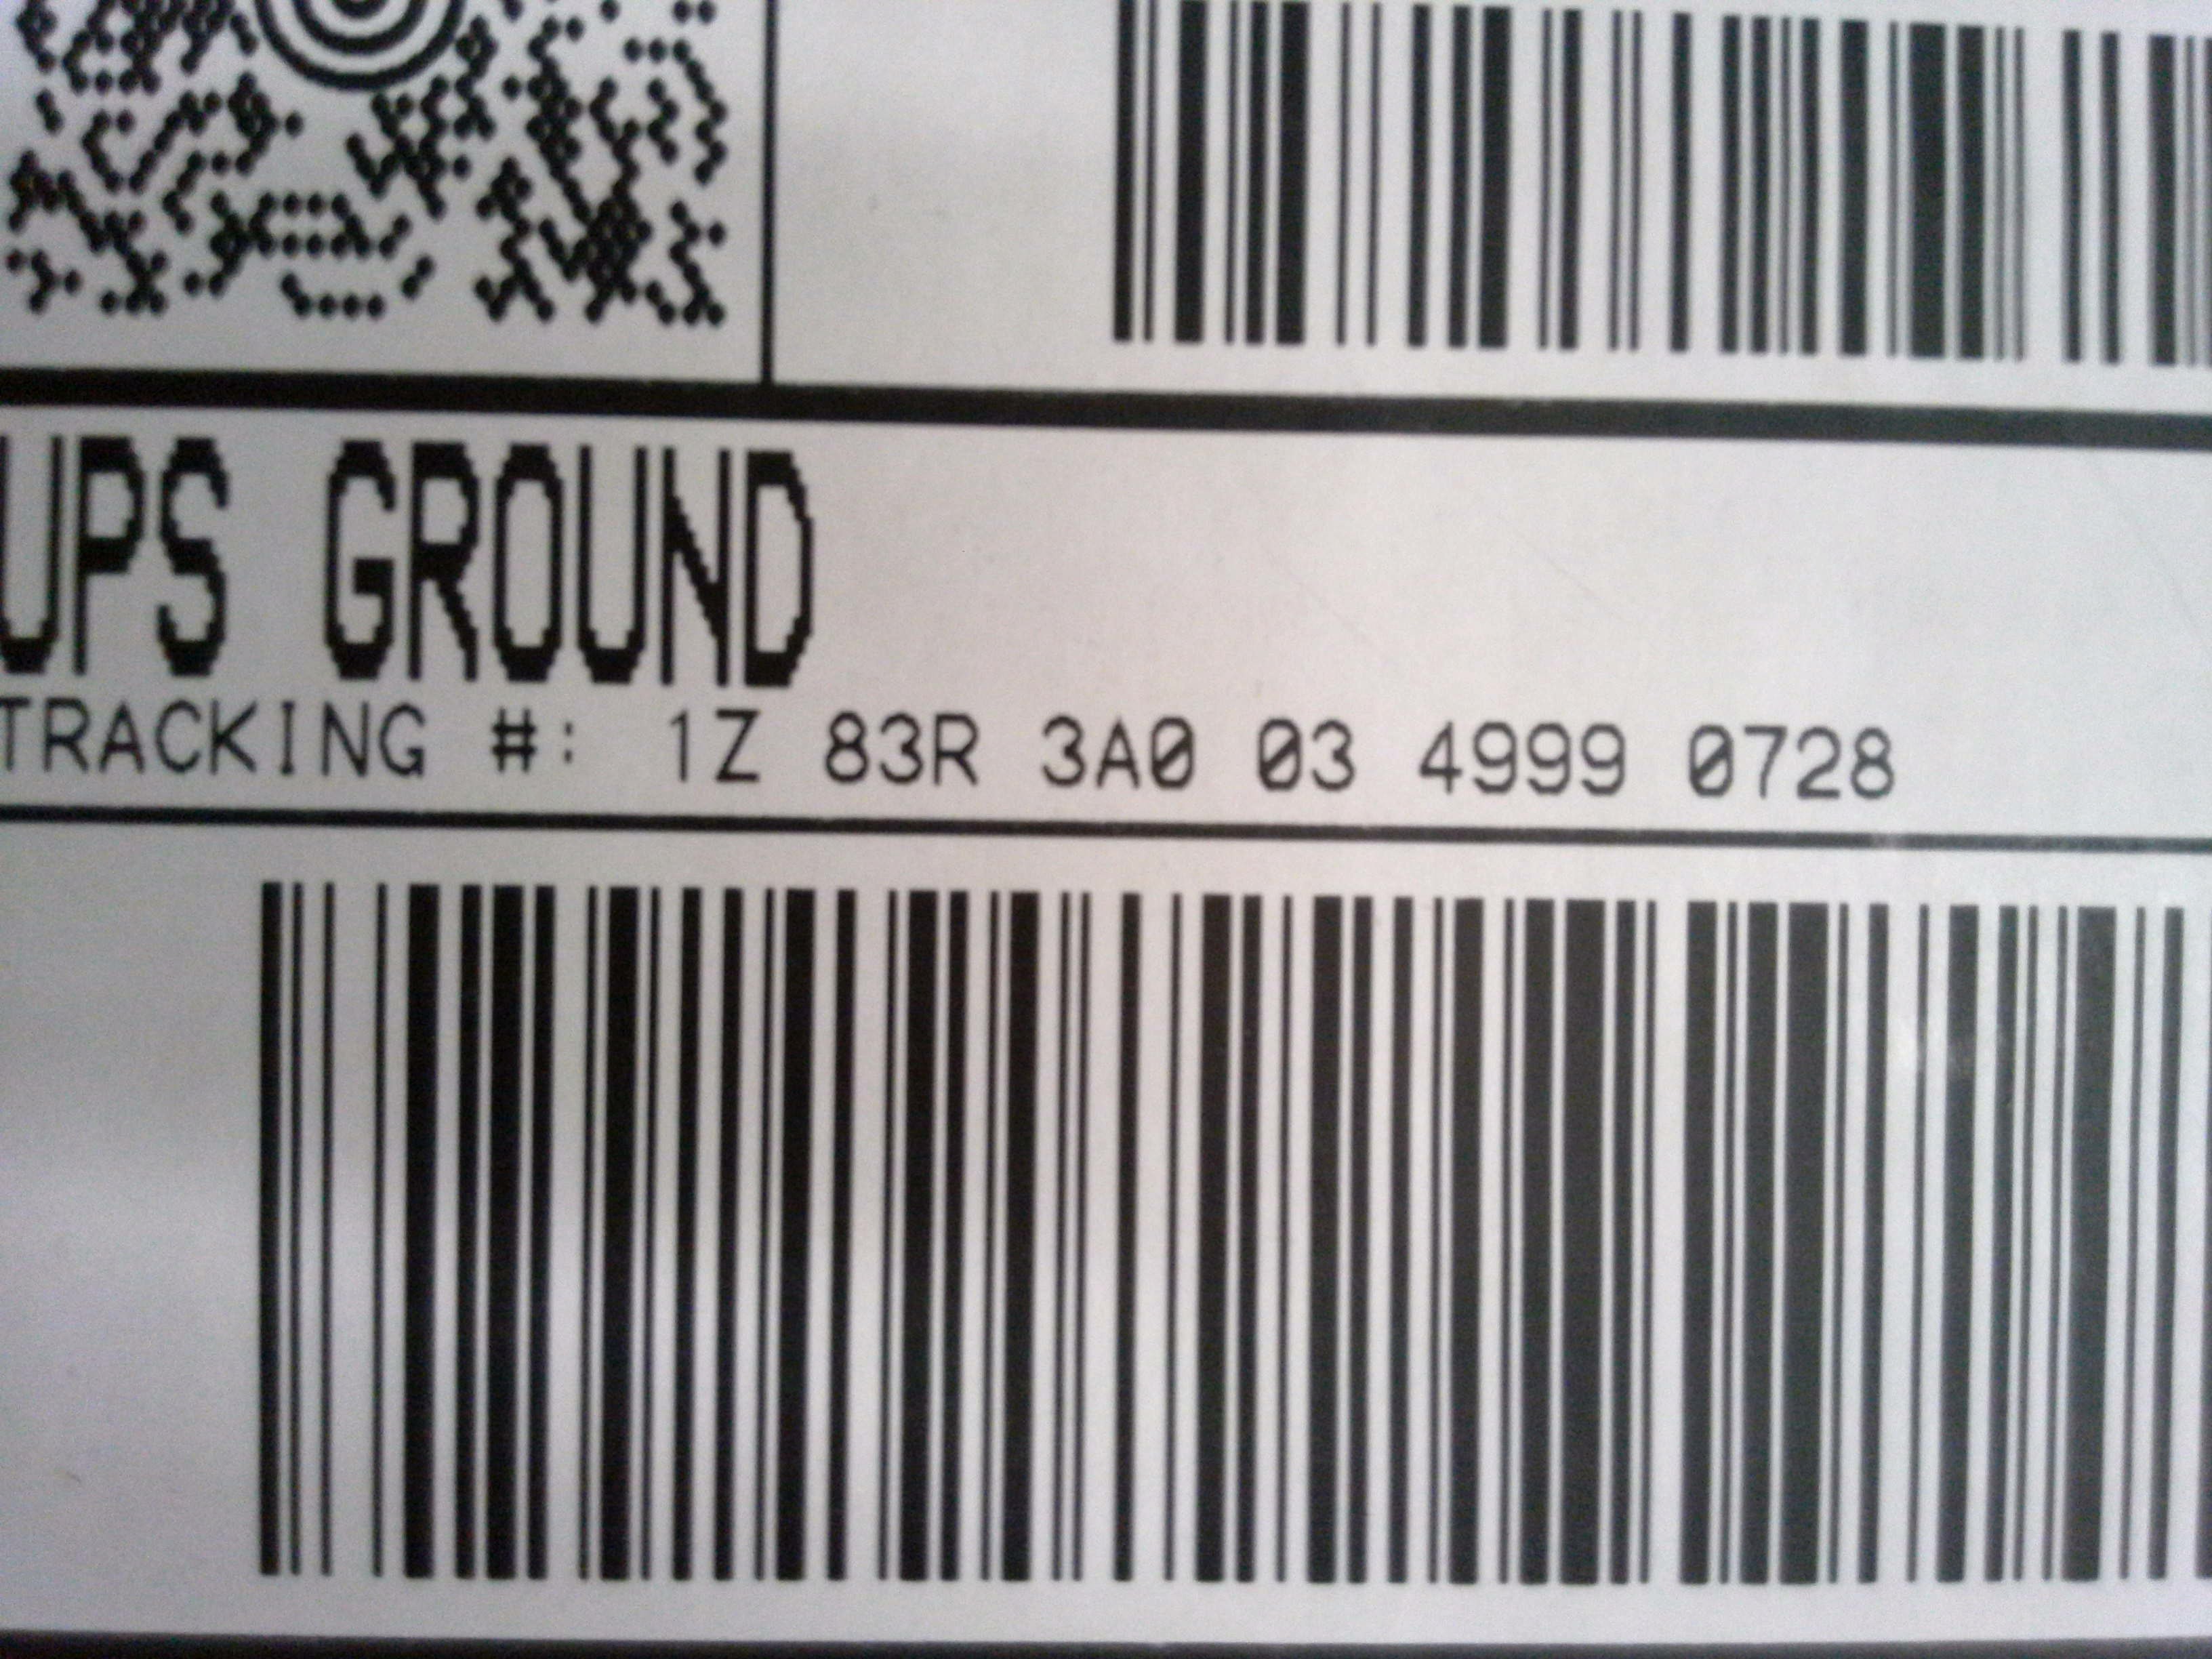 UPS GROUND
TRACKING #: 1Z 83R 3A0 03 4999 0728